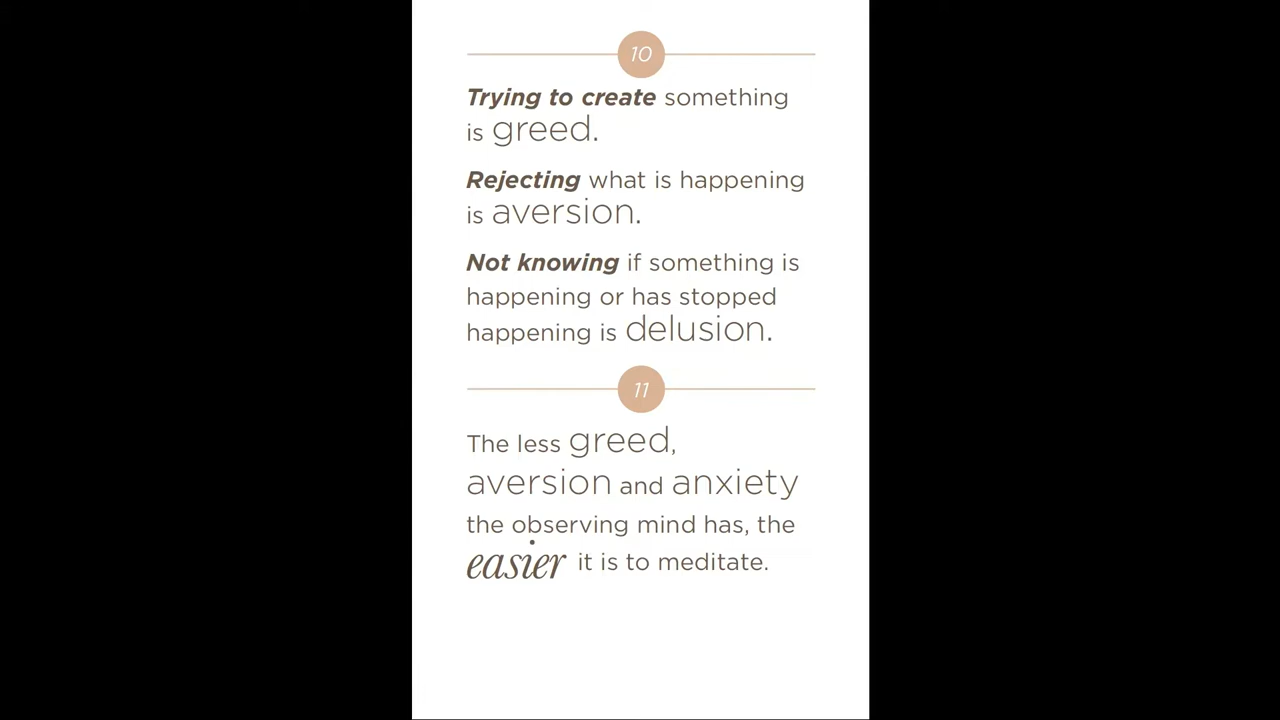 10
Trying to create something
is greed.
Rejecting what is happening
is aversion.
Not knowing if something is
happening or has stopped
happening is delusion.
11
The less greed,
aversion and anxiety
the observing mind has, the
easier it is to meditate.